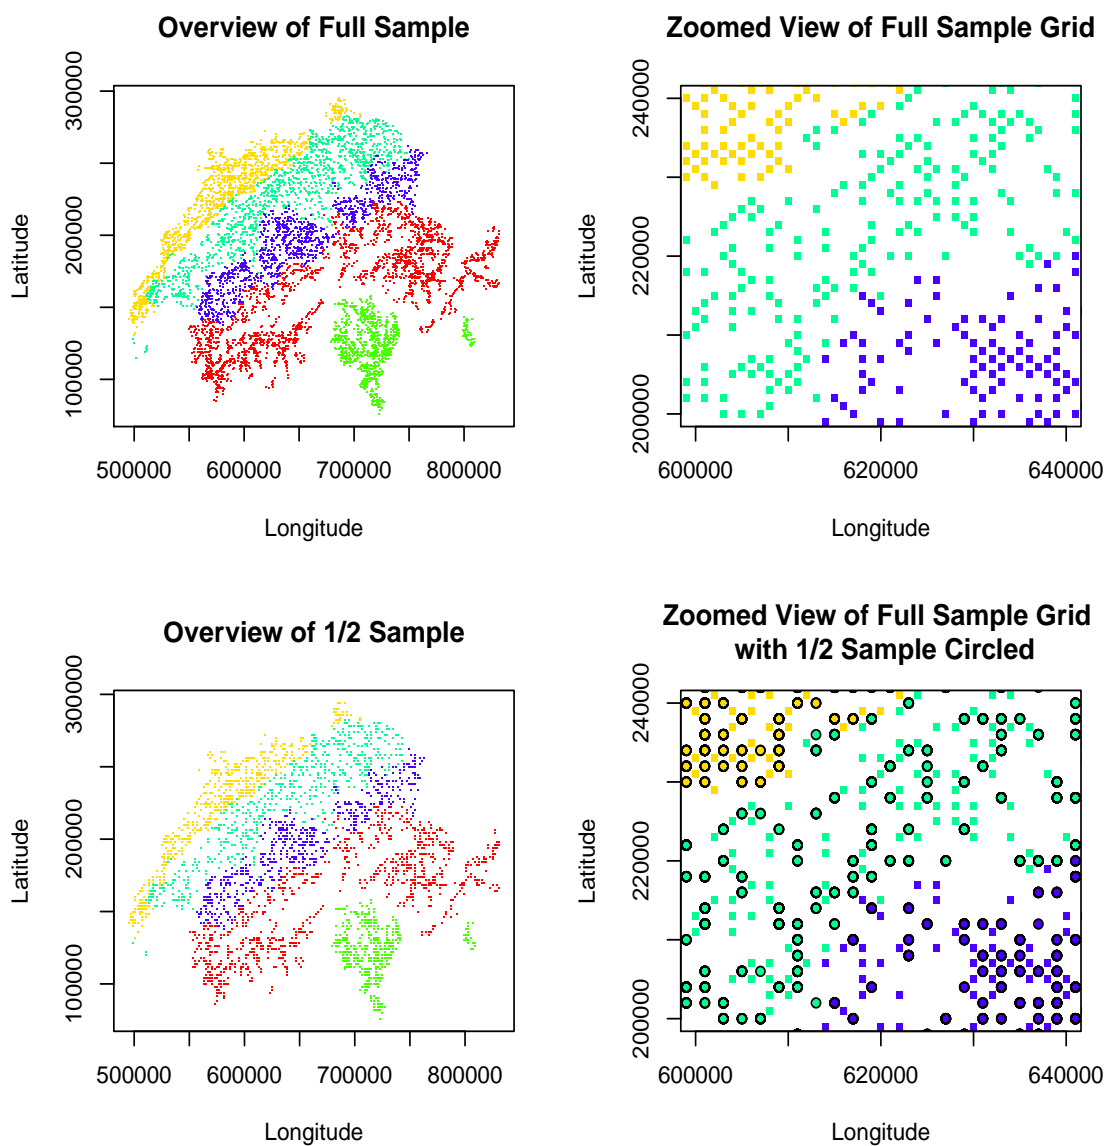 Overview of Full Sample
300000
200000
100000
Latitude
500000 600000 700000 800000
Longitude
Zoomed View of Full Sample Grid
240000
220000
200000
Latitude
600000 620000 640000
Longitude
Overview of 1/2 Sample
300000
200000
100000
Latitude
500000 600000 700000 800000
Longitude
Zoomed View of Full Sample Grid
with 1/2 Sample Circled
240000
220000
200000
Latitude
600000 620000 640000
Longitude